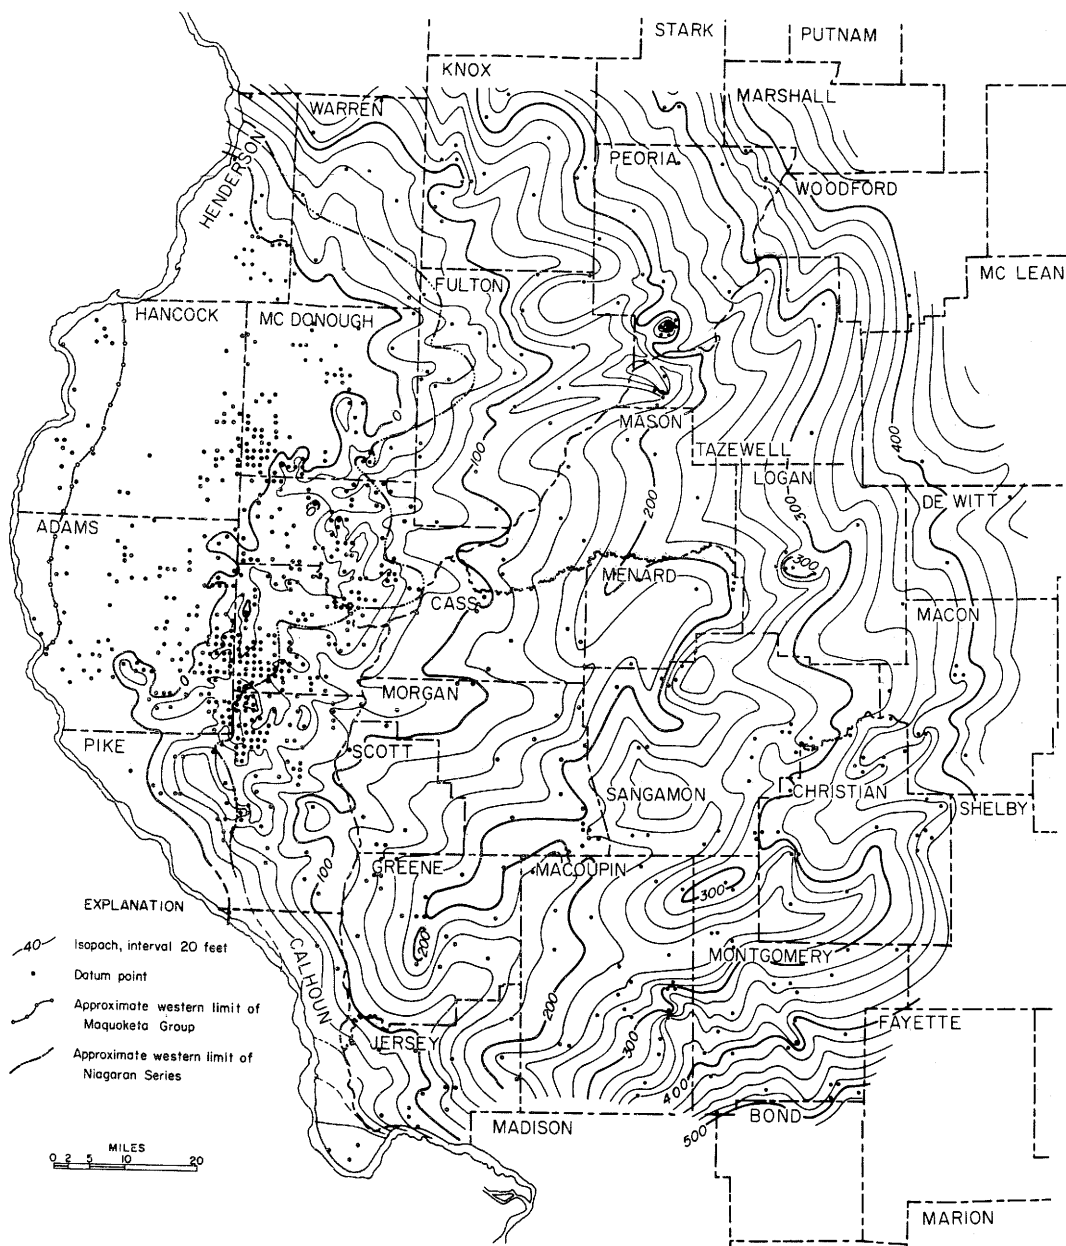 STARK
PUTNAM
KNOX
MARSHALL
WARREN
PEORIA
WOODFORD
HENDERSON
MC LEAN
FULTON
HANCOCK
MC DONOUGH
0
MASON
TAZEWELL
100
400
LOGAN
200
300
DE WITT
ADAMS
300
MENARD
CASS
MACON
0
MORGAN
PIKE
SCOTT
SANGAMON
CHRISTIAN
SHELBY
100
GREENE
MACOUPIN
300
EXPLANATION
200
40 Isopach, interval 20 feet
MONTGOMERY
Datum point
CALHOUN
200
Approximate western limit of
Maquoketa Group
FAYETTE
JERSEY
300
Approximate western limit of
Niagaran Series
400
BOND
MADISON
500
MILES
0 2 5 10 20
MARION